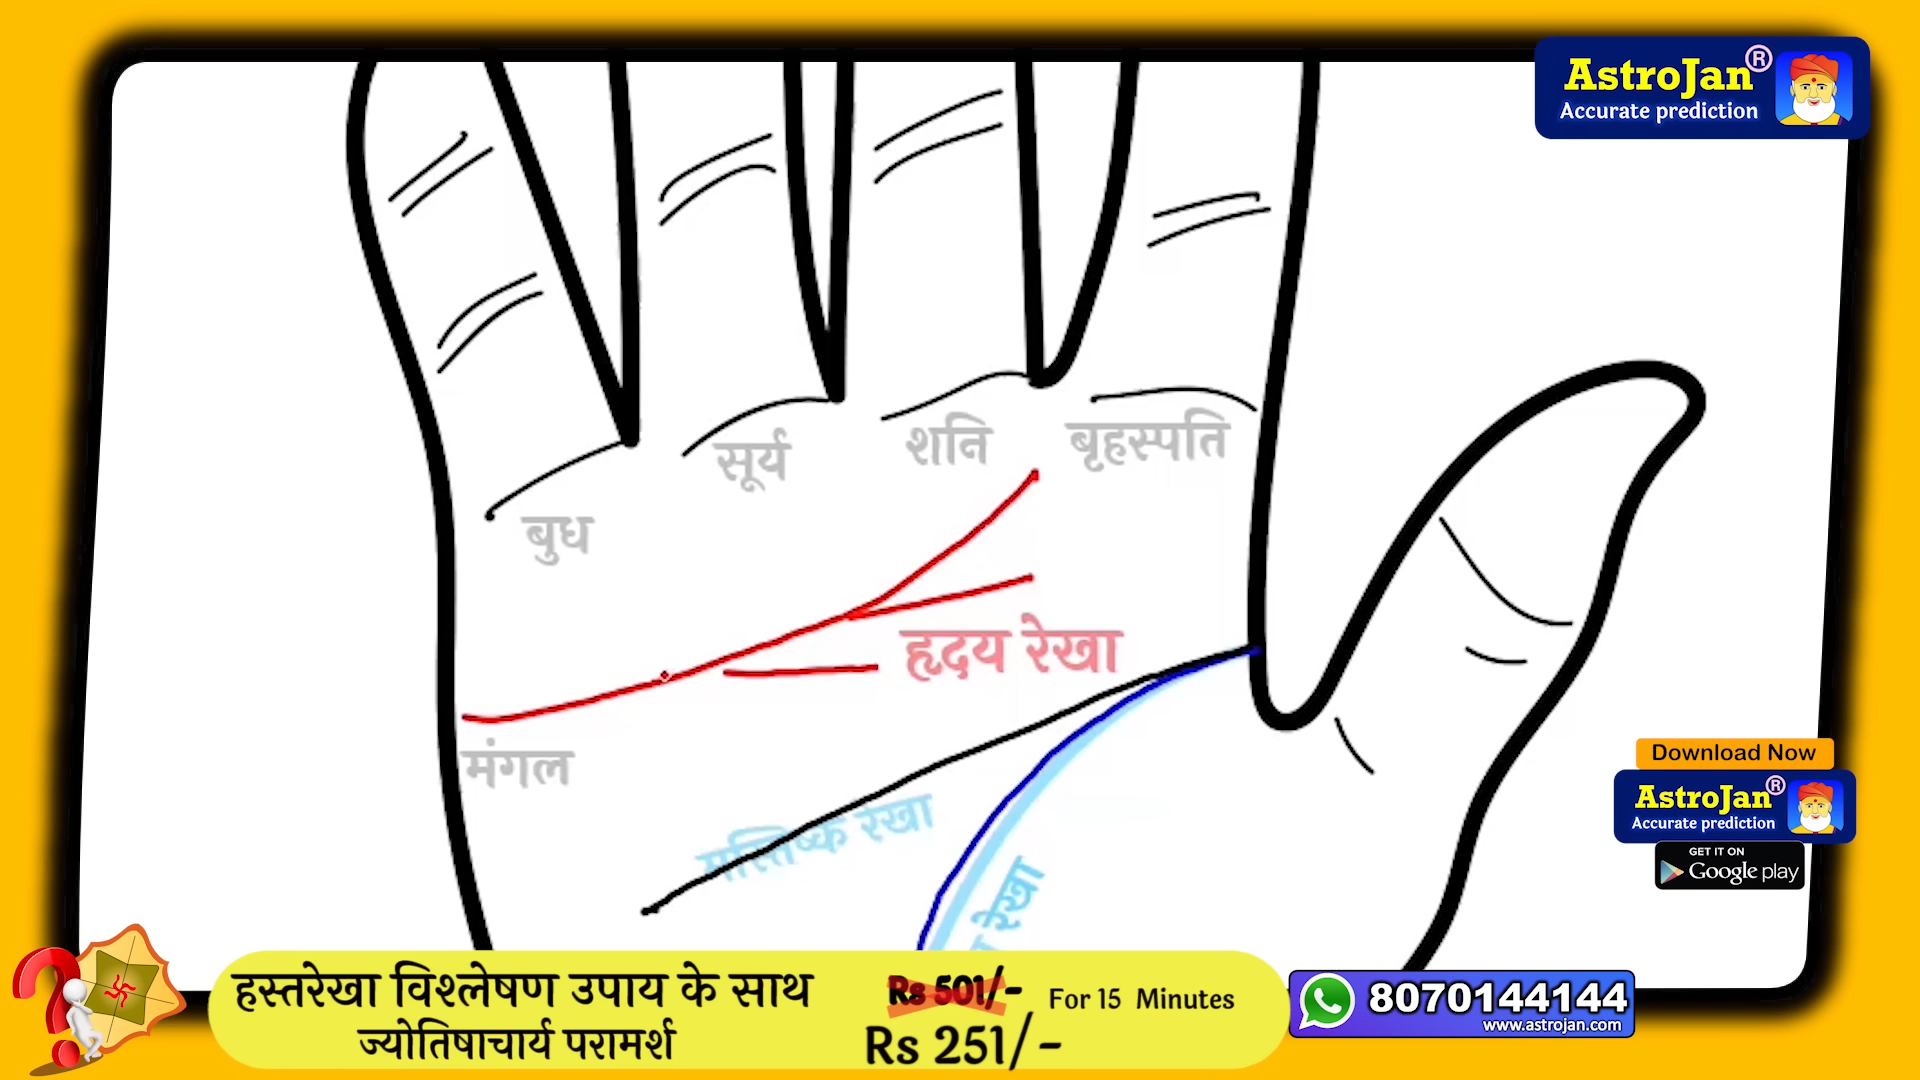 AstroJan®
Accurate prediction
सूर्य
शनि
बृहस्पति
बुध
हृदय रेखा
मंगल
मस्तिष्क रेखा
रेखा
Download Now
AstroJan®
Accurate prediction
GET IT ON
Google play
हस्तरेखा विश्लेषण उपाय के साथ
ज्योतिषाचार्य परामर्श
Rs 501/-
For 15 Minutes
Rs 251/-
8070144144
www.astrojan.com